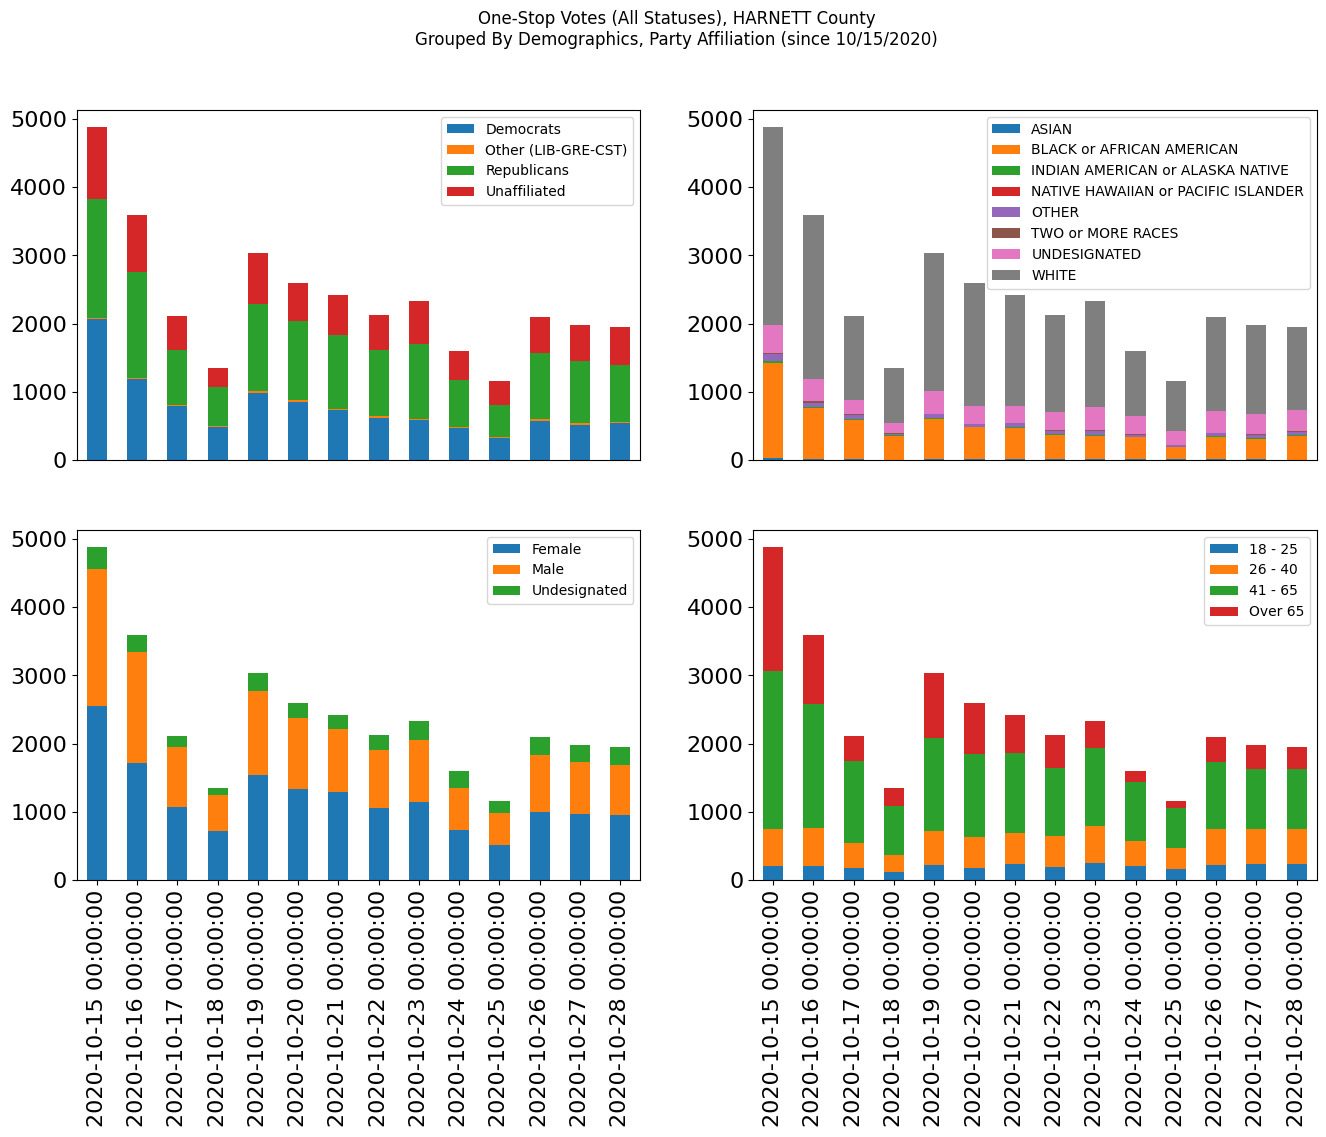 One-Stop Votes (All Statuses), HARNETT County
Grouped By Demographics, Party Affiliation (since 10/15/2020)
5000
4000
3000
2000
1000
0
Democrats
Other (LIB-GRE-CST)
Republicans
Unaffiliated
5000
4000
3000
2000
1000
0
ASIAN
BLACK or AFRICAN AMERICAN
INDIAN AMERICAN or ALASKA NATIVE
NATIVE HAWAIIAN or PACIFIC ISLANDER
OTHER
TWO or MORE RACES
UNDESIGNATED
WHITE
5000
4000
3000
2000
1000
0
Female
Male
Undesignated
2020-10-15 00:00:00
2020-10-16 00:00:00
2020-10-17 00:00:00
2020-10-18 00:00:00
2020-10-19 00:00:00
2020-10-20 00:00:00
2020-10-21 00:00:00
2020-10-22 00:00:00
2020-10-23 00:00:00
2020-10-24 00:00:00
2020-10-25 00:00:00
2020-10-26 00:00:00
2020-10-27 00:00:00
2020-10-28 00:00:00
5000
4000
3000
2000
1000
0
18 - 25
26 - 40
41 - 65
Over 65
2020-10-15 00:00:00
2020-10-16 00:00:00
2020-10-17 00:00:00
2020-10-18 00:00:00
2020-10-19 00:00:00
2020-10-20 00:00:00
2020-10-21 00:00:00
2020-10-22 00:00:00
2020-10-23 00:00:00
2020-10-24 00:00:00
2020-10-25 00:00:00
2020-10-26 00:00:00
2020-10-27 00:00:00
2020-10-28 00:00:00